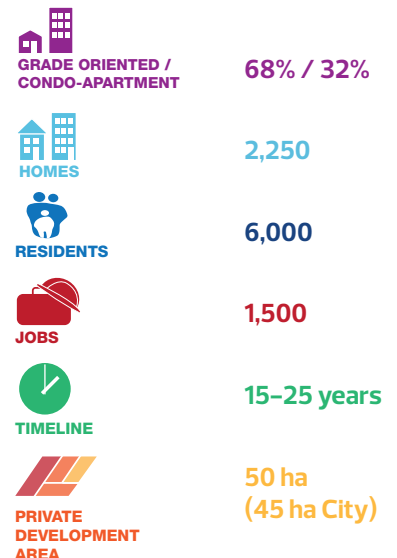 GRADE ORIENTED /
CONDO-APARTMENT
68% / 32%
HOMES
2,250
RESIDENTS
6,000
JOBS
1,500
TIMELINE
15–25 years
PRIVATE
DEVELOPMENT
AREA
50 ha
(45 ha City)